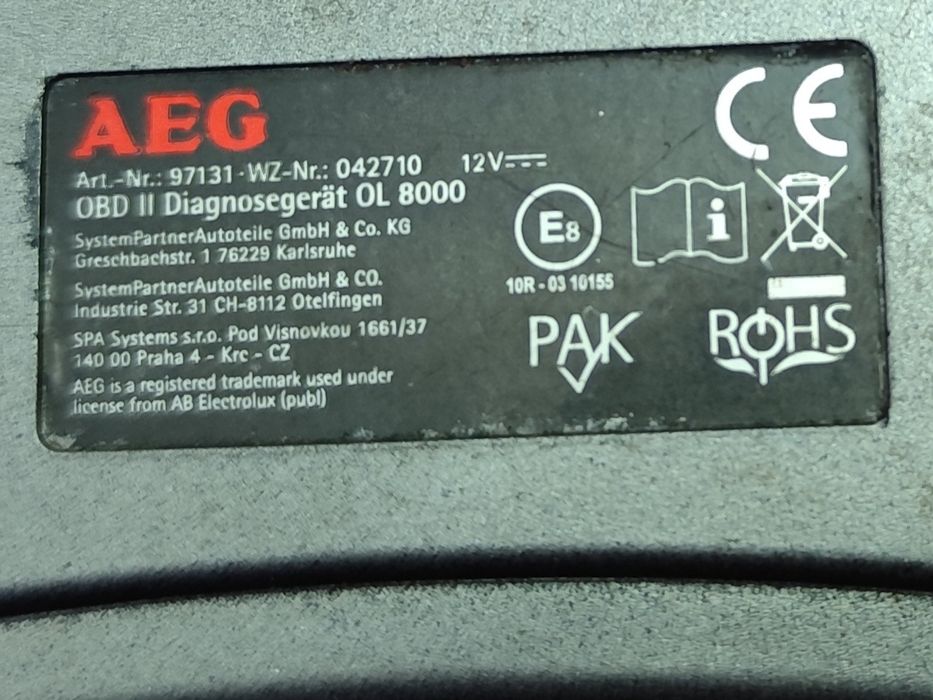 AEG
CE
Art.-Nr.: 97131 · WZ-Nr.: 042710 12V
OBD II Diagnosegerät OL 8000
SystemPartnerAutoteile GmbH & Co. KG
Greschbachstr. 1 76229 Karlsruhe
SystemPartnerAutoteile GmbH & CO.
Industrie Str. 31 CH-8112 Otelfingen
SPA Systems s.r.o. Pod Visnovkou 1661/37
140 00 Praha 4 - Krc - CZ
AEG is a registered trademark used under
license from AB Electrolux (publ)
E8
i
10R - 03 10155
PAK
ROHS